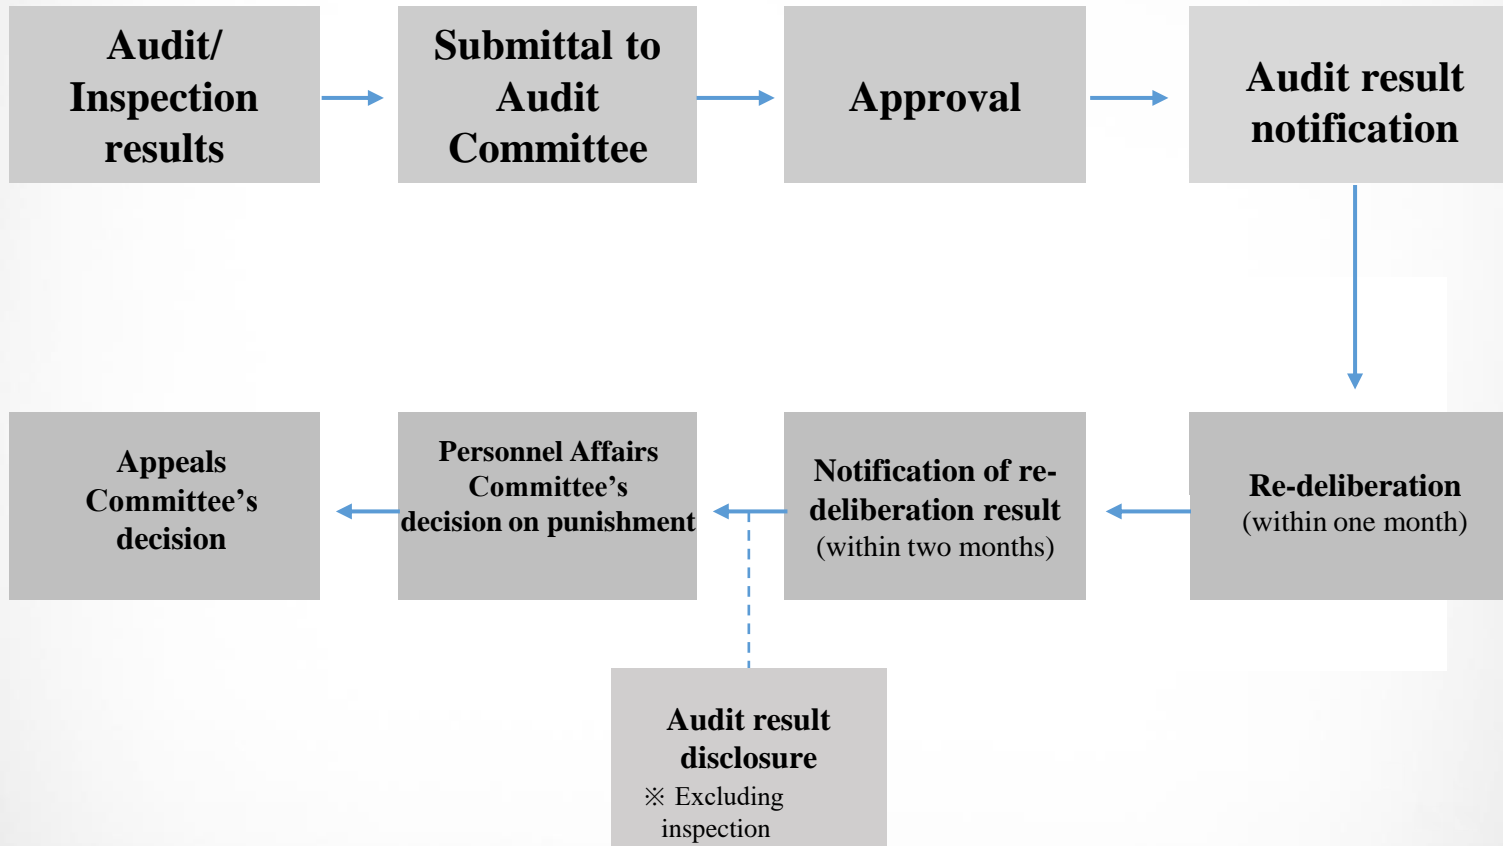 Audit/
Inspection
results
Submittal to
Audit
Committee
Approval
Audit result
notification
Appeals
Committee’s
decision
Personnel Affairs
Committee’s
decision on punishment
Notification of re-
deliberation result
(within two months)
Re-deliberation
(within one month)
Audit result
disclosure
※ Excluding
inspection